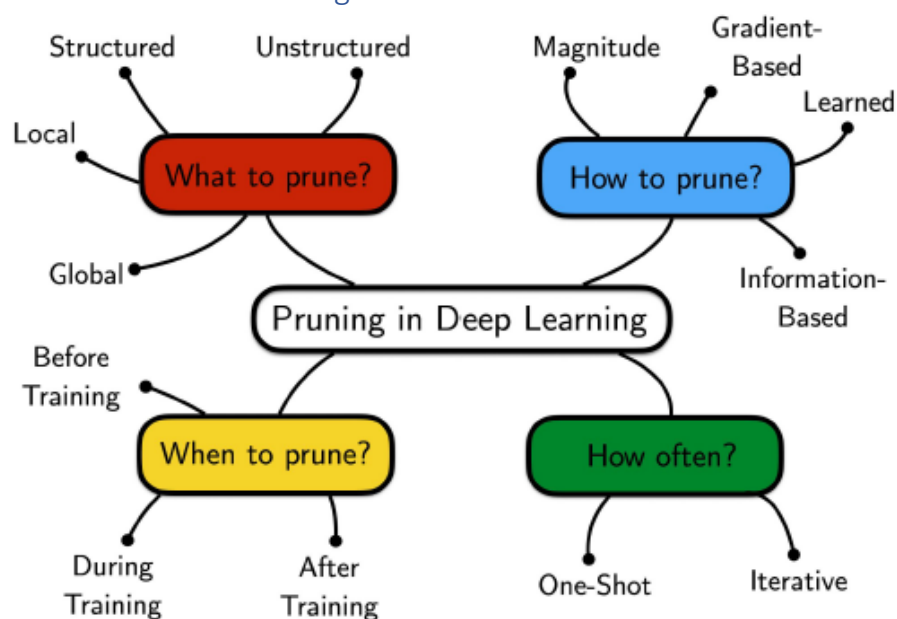 Structured
Unstructured
Local
What to prune?
Global
Magnitude
Gradient-
Based
Learned
How to prune?
Information-
Based
Pruning in Deep Learning
Before
Training
When to prune?
During
Training
After
Training
How often?
One-Shot
Iterative